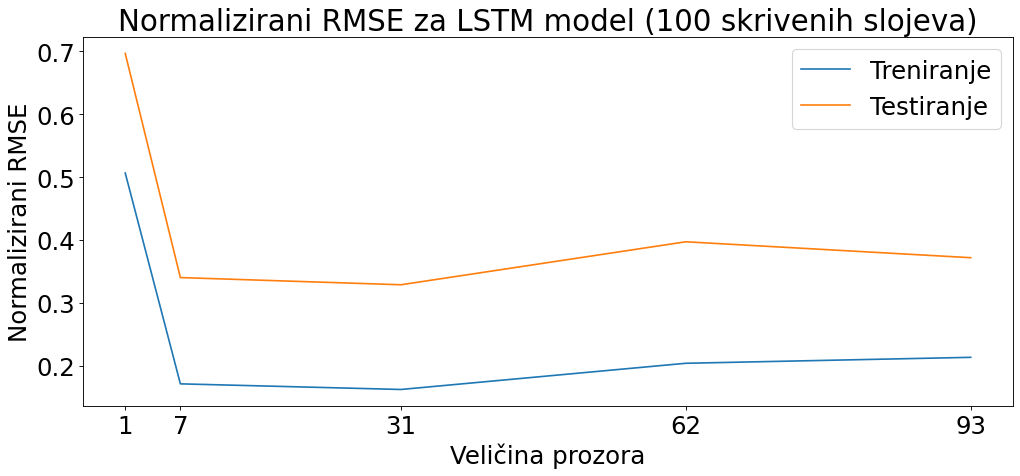 Normalizirani RMSE za LSTM model (100 skrivenih slojeva)
Normalizirani RMSE
0.7
0.6
0.5
0.4
0.3
0.2
Treniranje
Testiranje
1 7 31 62 93
Veličina prozora